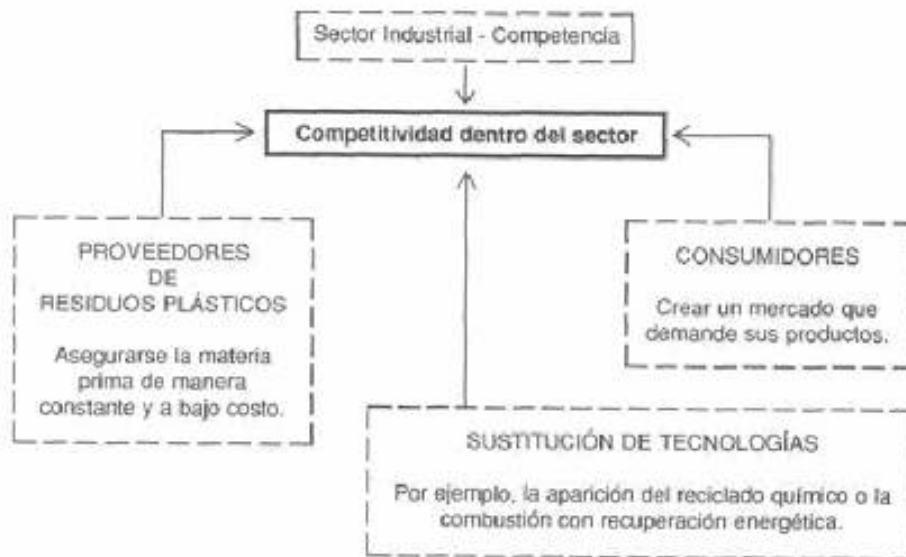 Sector Industrial - Competencia
Competitividad dentro del sector
PROVEEDORES
DE
RESIDUOS PLÁSTICOS
Asegurarse la materia
prima de manera
constante y a bajo costo.
CONSUMIDORES
Crear un mercado que
demande sus productos.
SUSTITUCIÓN DE TECNOLOGÍAS
Por ejemplo, la aparición del reciclado químico o la
combustión con recuperación energética.